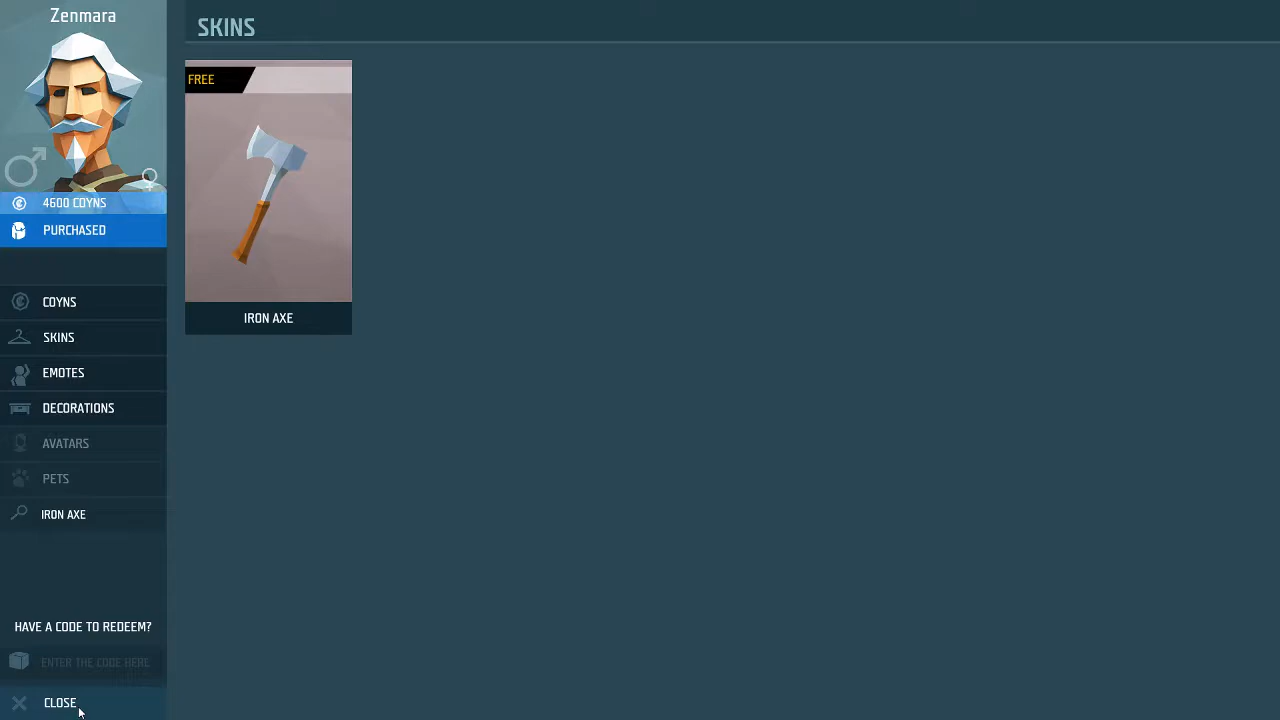 Zenmara
4600 COYNS
PURCHASED
COYNS
SKINS
EMOTES
DECORATIONS
AVATARS
PETS
IRON AXE
HAVE A CODE TO REDEEM?
ENTER THE CODE HERE
CLOSE
SKINS
FREE
IRON AXE